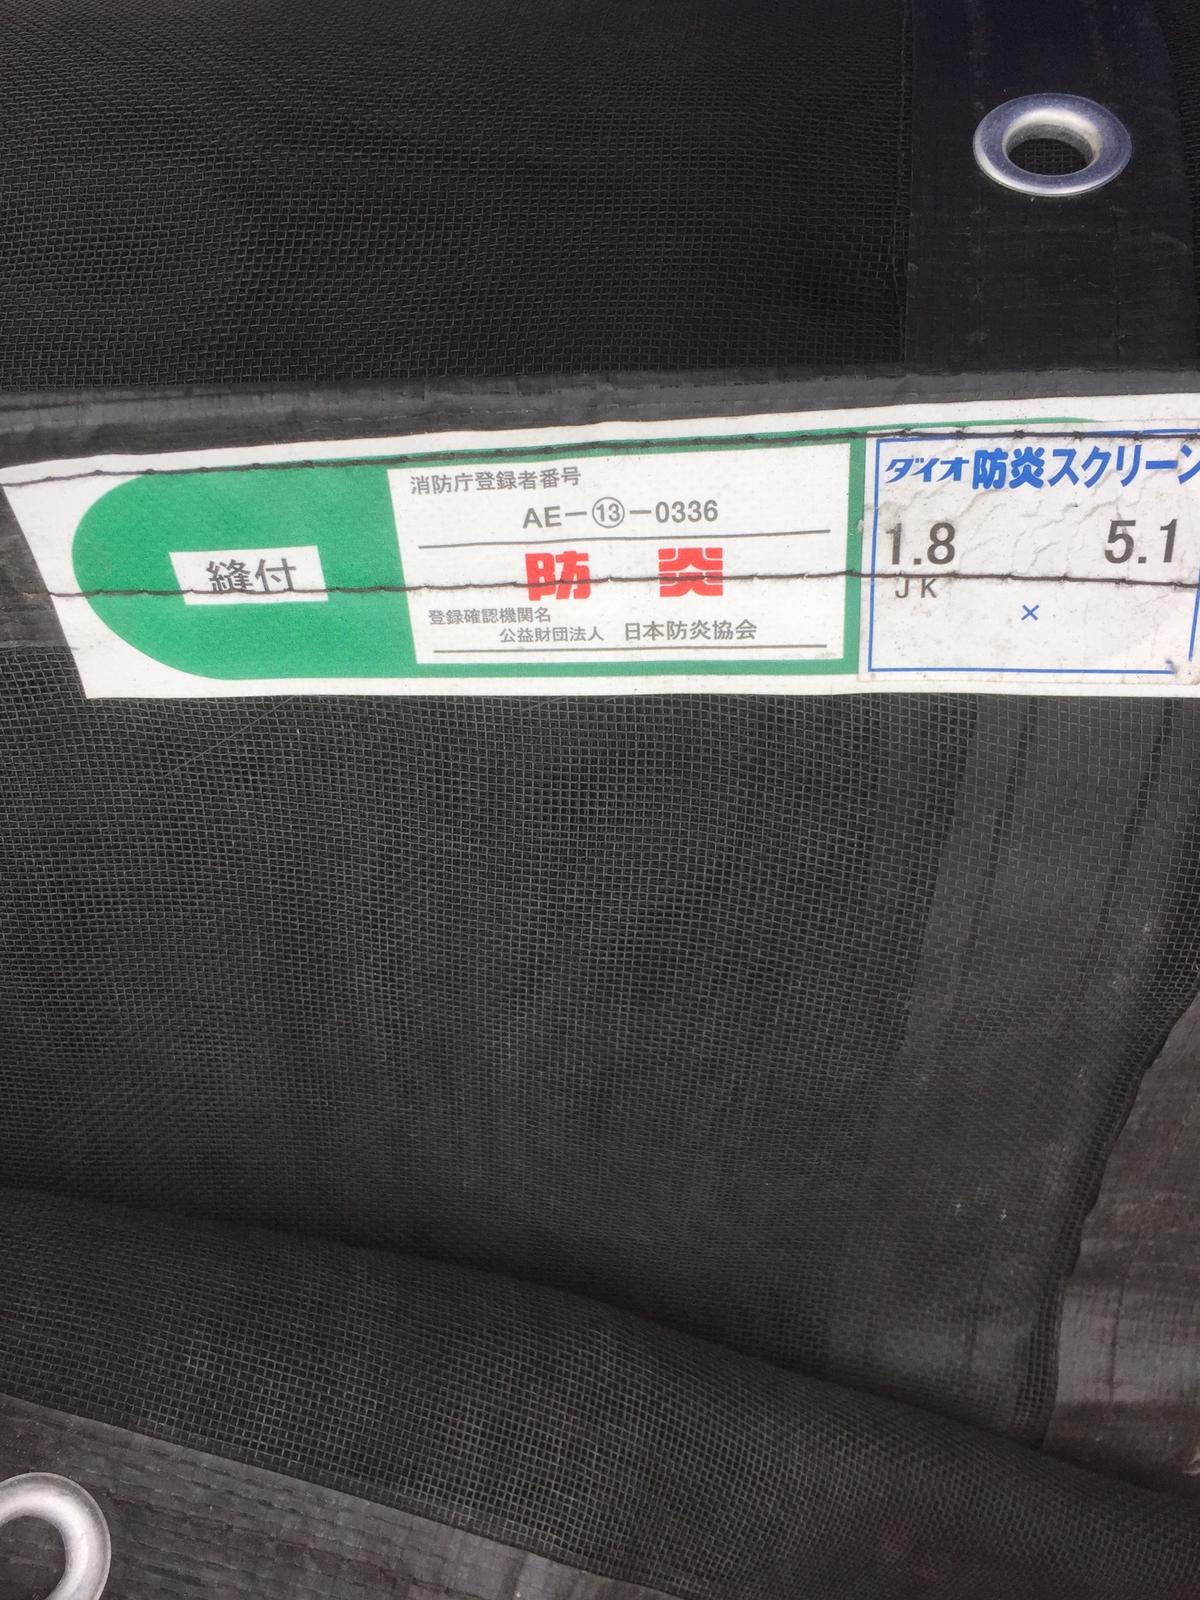 縫付
消防庁登録者番号
AE－⑬－0336
防炎
登録確認機関名
公益財団法人 日本防炎協会
ダイオ防炎スクリーン
1.8 5.1
JK
×